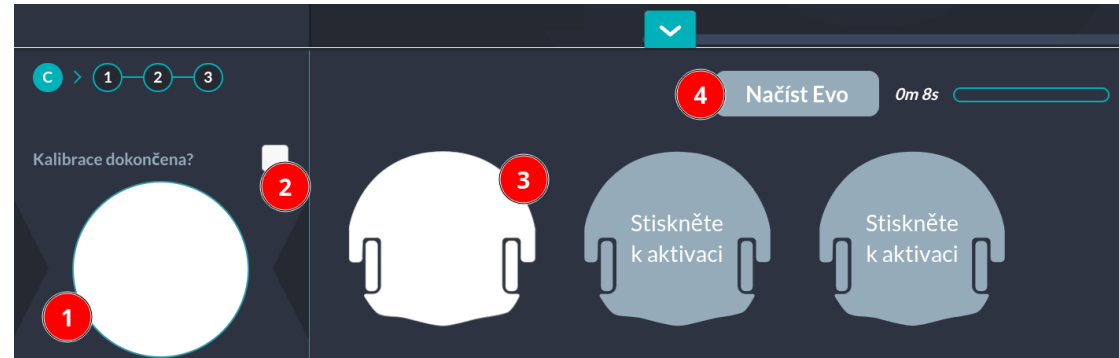 C > 1 2 3
4 Načíst Evo 0m 8s
Kalibrace dokončena?
2
3
Stiskněte
k aktivaci
Stiskněte
k aktivaci
1